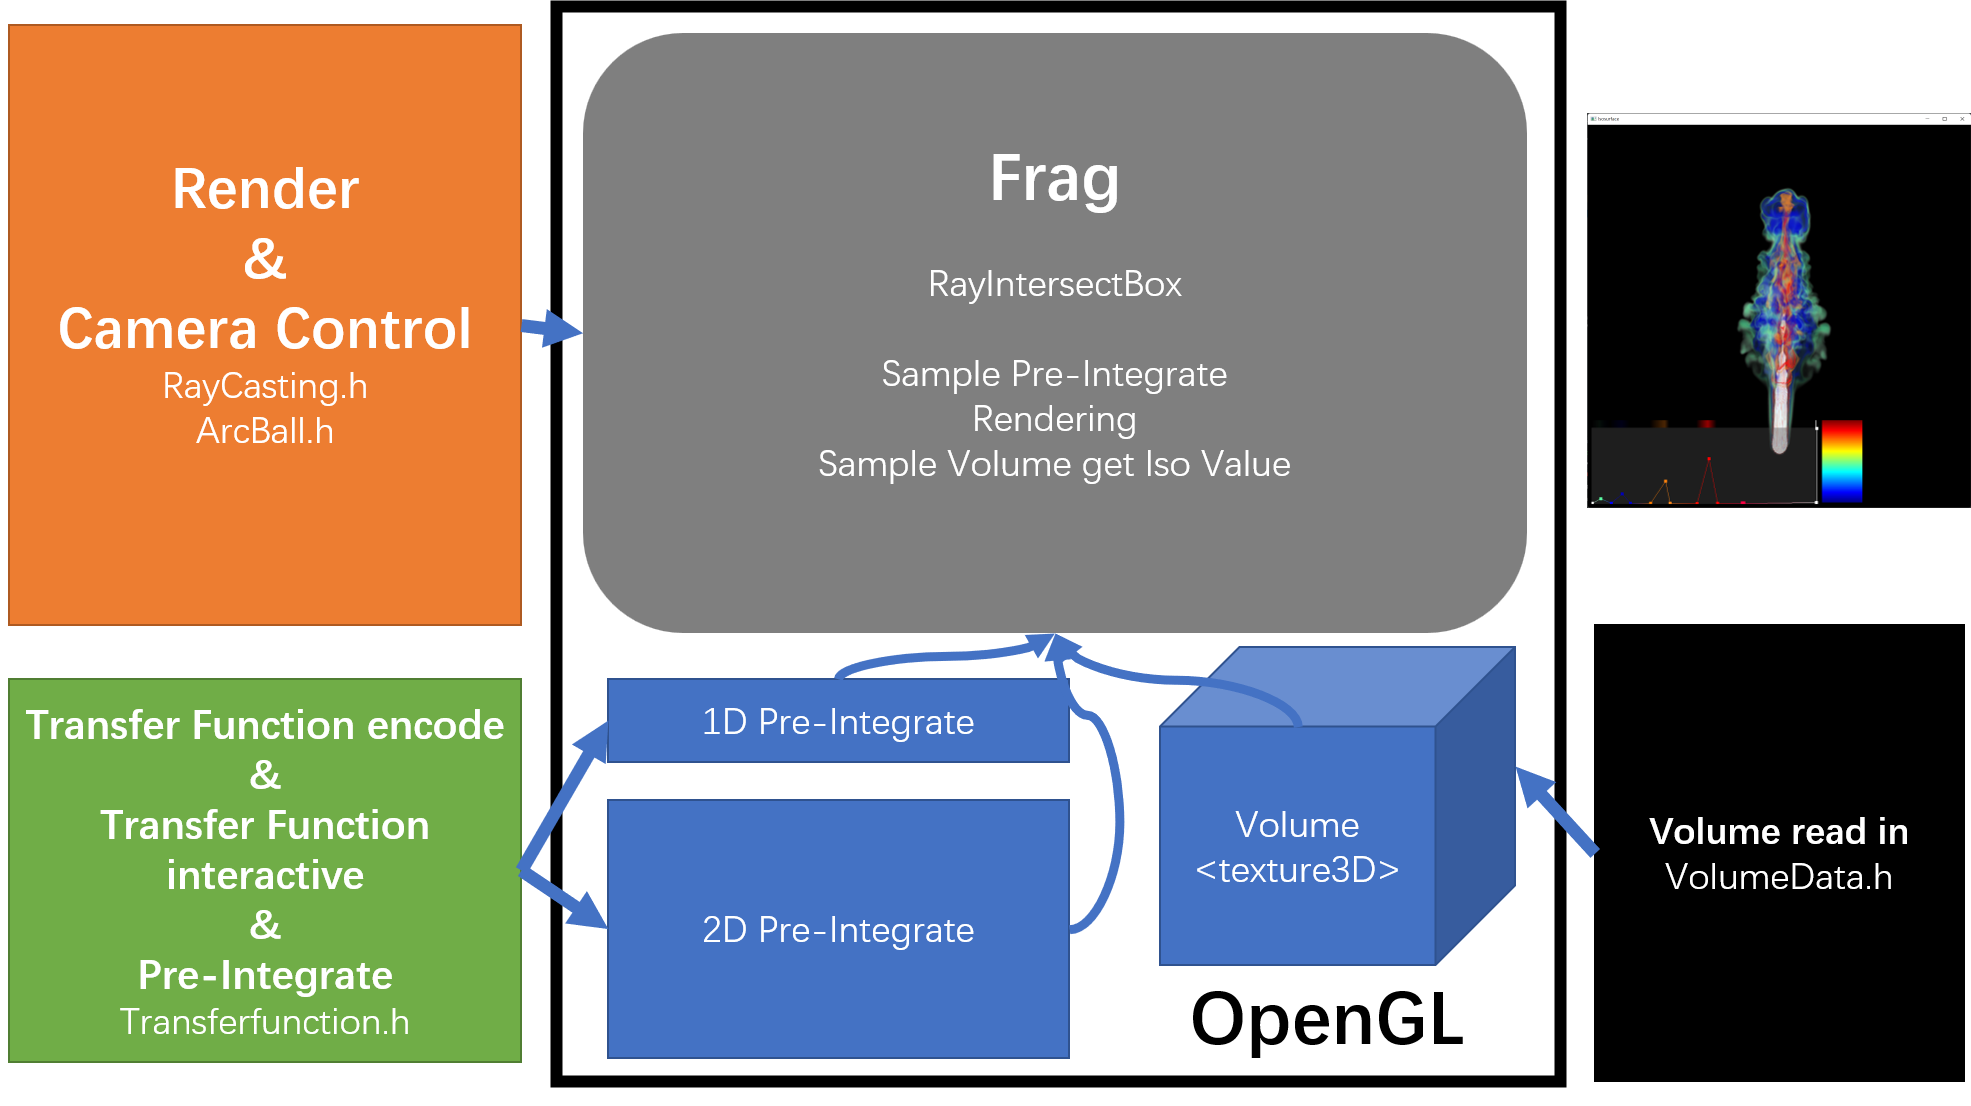 Render
&
Camera Control
RayCasting.h
ArcBall.h
Frag
RayIntersectBox
Sample Pre-Integrate
Rendering
Sample Volume get Iso Value
Isosurface
Transfer Function encode
&
Transfer Function
interactive
&
Pre-Integrate
Transferfunction.h
1D Pre-Integrate
2D Pre-Integrate
Volume
<texture3D>
OpenGL
Volume read in
VolumeData.h